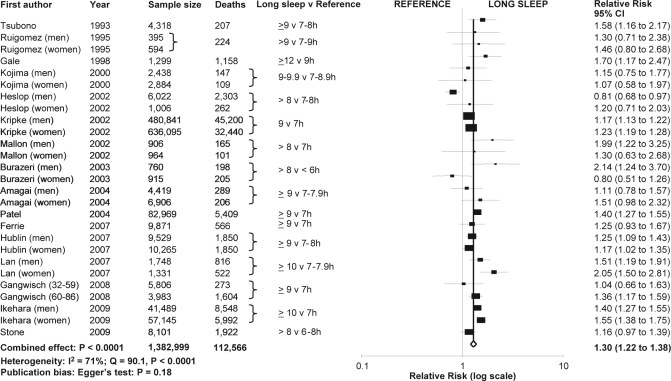 First author Year Sample size Deaths Long sleep v Reference REFERENCE LONG SLEEP Relative Risk
95% CI
Tsubono 1993 4,318 207 ≥9 v 7-8h 1.58 (1.16 to 2.17)
Ruigomez (men) 1995 395 1.30 (0.71 to 2.38)
224 >9 v 7-9h
Ruigomez (women) 1995 594 1.46 (0.80 to 2.68)
Gale 1998 1,299 1,158 ≥12 v 9h 1.70 (1.17 to 2.47)
Kojima (men) 2000 2,438 147 1.15 (0.75 to 1.77)
9-9.9 v 7-8.9h
Kojima (women) 2000 2,884 109 1.07 (0.58 to 1.97)
Heslop (men) 2002 6,022 2,303 0.81 (0.68 to 0.97)
> 8 v 7-8h
Heslop (women) 2002 1,006 262 1.20 (0.71 to 2.03)
Kripke (men) 2002 480,841 45,200 1.17 (1.13 to 1.22)
9 v 7h
Kripke (women) 2002 636,095 32,440 1.23 (1.19 to 1.28)
Mallon (men) 2002 906 165 1.99 (1.22 to 3.25)
> 8 v 7h
Mallon (women) 2002 964 101 1.30 (0.63 to 2.68)
Burazeri (men) 2003 760 198 2.14 (1.24 to 3.70)
> 8 v < 6h
Burazeri (women) 2003 915 205 0.80 (0.51 to 1.26)
Amagai (men) 2004 4,419 289 1.11 (0.78 to 1.57)
≥ 9 v 7-7.9h
Amagai (women) 2004 6,906 206 1.51 (0.98 to 2.32)
Patel 2004 82,969 5,409 ≥ 9 v 7h 1.40 (1.27 to 1.55)
Ferrie 2007 9,871 566 ≥ 9 v 7h 1.25 (0.93 to 1.67)
Hublin (men) 2007 9,529 1,850 1.25 (1.09 to 1.43)
≥ 9 v 7-8h
Hublin (women) 2007 10,265 1,850 1.17 (1.02 to 1.35)
Lan (men) 2007 1,748 816 1.51 (1.19 to 1.91)
≥ 10 v 7-7.9h
Lan (women) 2007 1,331 522 2.05 (1.50 to 2.81)
Gangwisch (32-59) 2008 5,806 273 1.04 (0.66 to 1.63)
≥ 9 v 7h
Gangwisch (60-86) 2008 3,983 1,604 1.36 (1.17 to 1.59)
Ikehara (men) 2009 41,489 8,548 1.40 (1.27 to 1.55)
≥ 10 v 7h
Ikehara (women) 2009 57,145 5,992 1.55 (1.38 to 1.75)
Stone 2009 8,101 1,922 > 8 v 6-8h 1.16 (0.97 to 1.39)
Combined effect: P < 0.0001 1,382,999 112,566 1.30 (1.22 to 1.38)
0.1 1 10
Heterogeneity: I² = 71%; Q = 90.1, P < 0.0001
Relative Risk (log scale)
Publication bias: Egger's test: P = 0.18